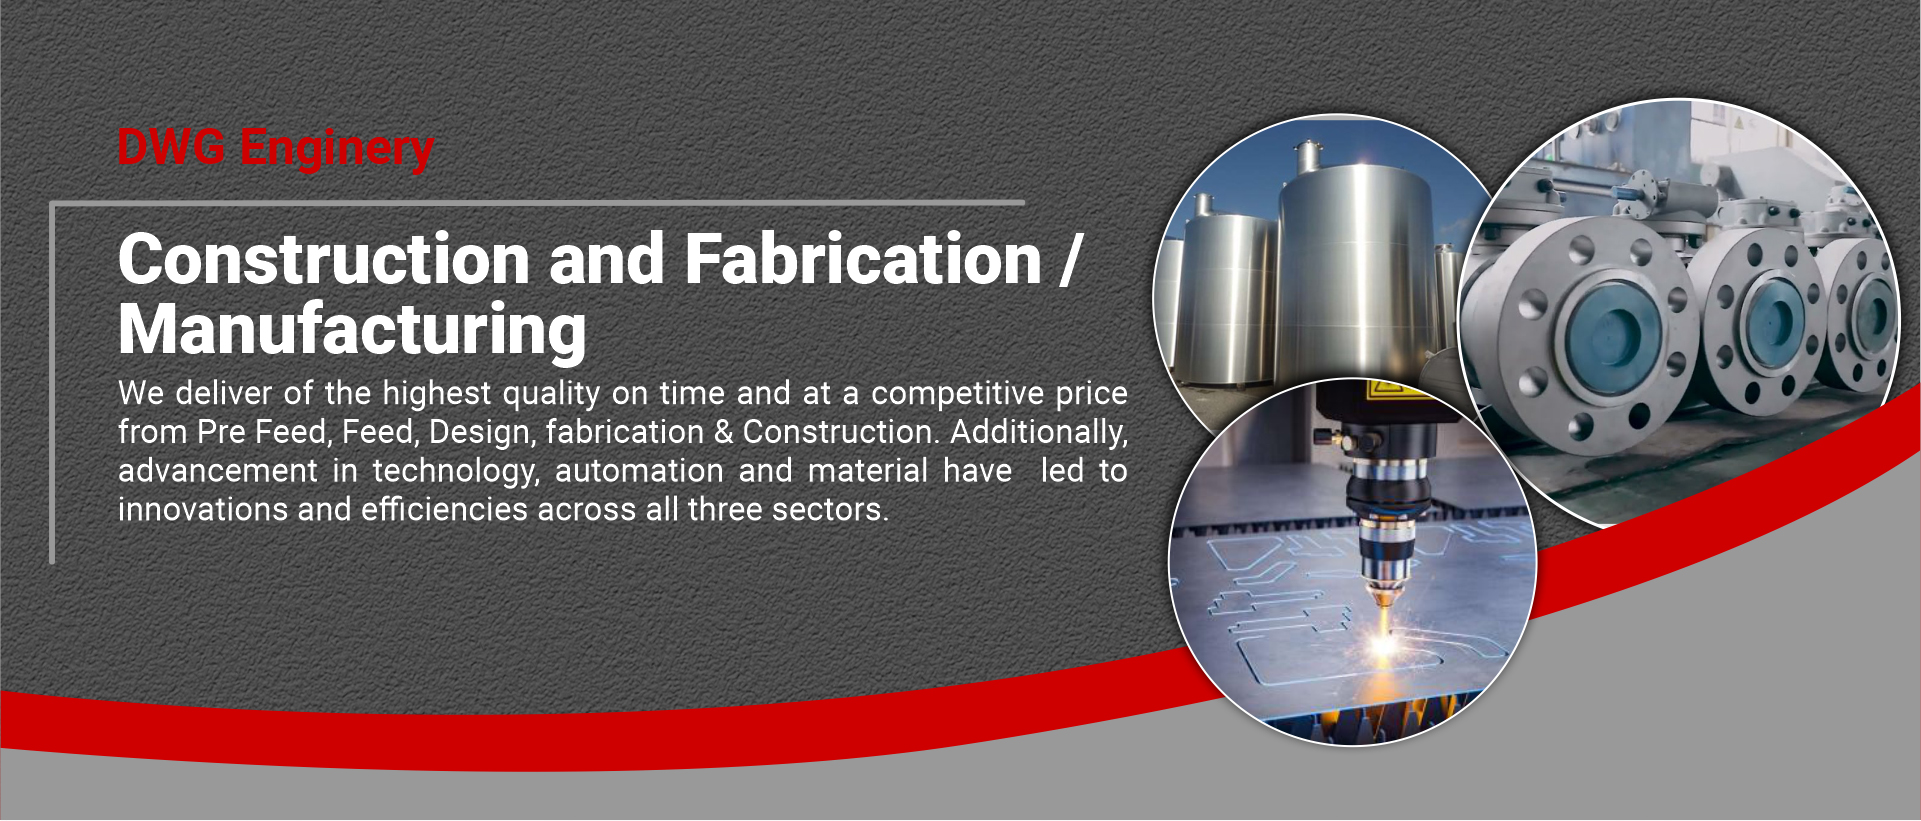 DWG Enginery
Construction and Fabrication /
Manufacturing
We deliver of the highest quality on time and at a competitive price
from Pre Feed, Feed, Design, fabrication & Construction. Additionally,
advancement in technology, automation and material have led to
innovations and efficiencies across all three sectors.